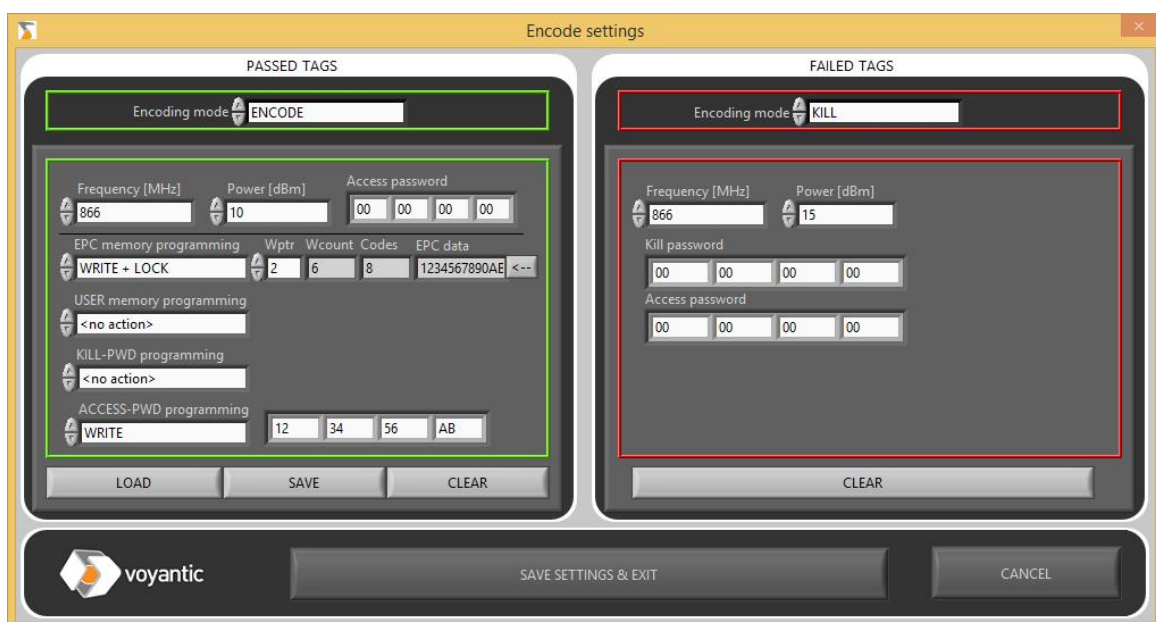 Encode settings
PASSED TAGS
Encoding mode ENCODE
Frequency [MHz] Power [dBm] Access password
866 10 00 00 00 00
EPC memory programming Wptr Wcount Codes EPC data
WRITE + LOCK 2 6 8 1234567890AE <--
USER memory programming
<no action>
KILL-PWD programming
<no action>
ACCESS-PWD programming
WRITE 12 34 56 AB
LOAD SAVE CLEAR
FAILED TAGS
Encoding mode KILL
Frequency [MHz] Power [dBm]
866 15
Kill password
00 00 00 00
Access password
00 00 00 00
CLEAR
voyantic SAVE SETTINGS & EXIT CANCEL